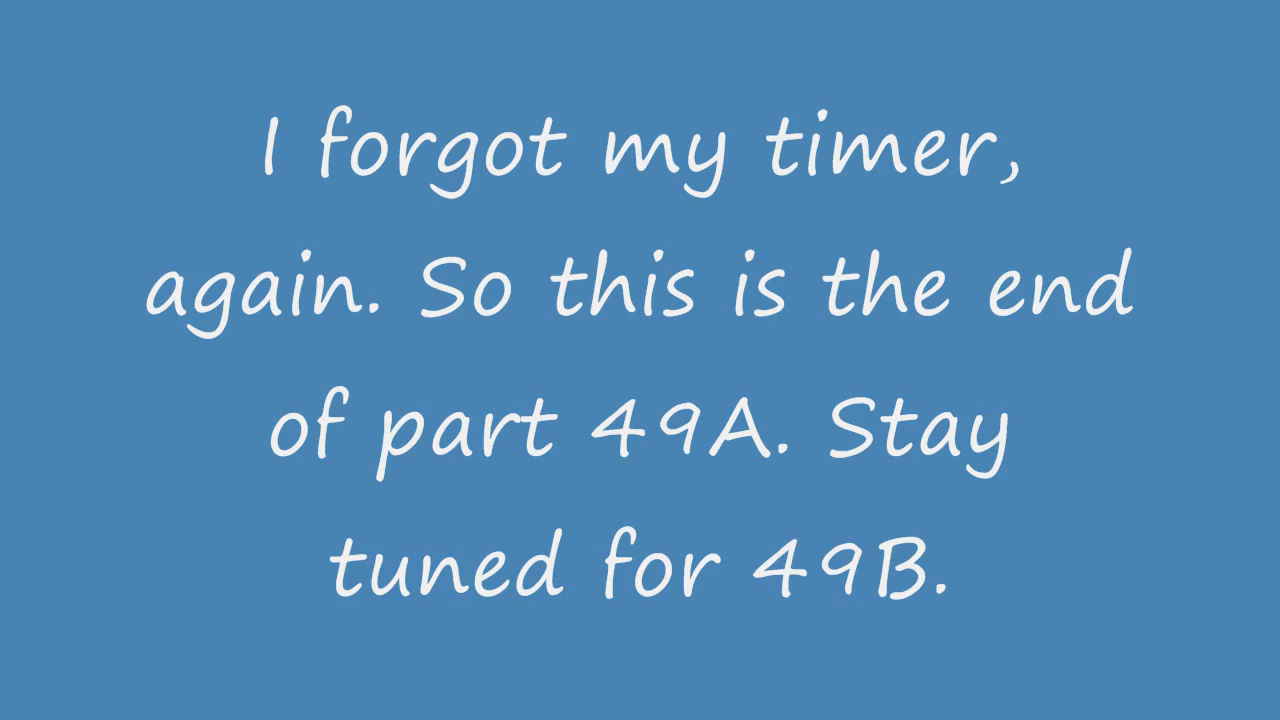 I forgot my timer,
again. So this is the end
of part 49A. Stay
tuned for 49B.